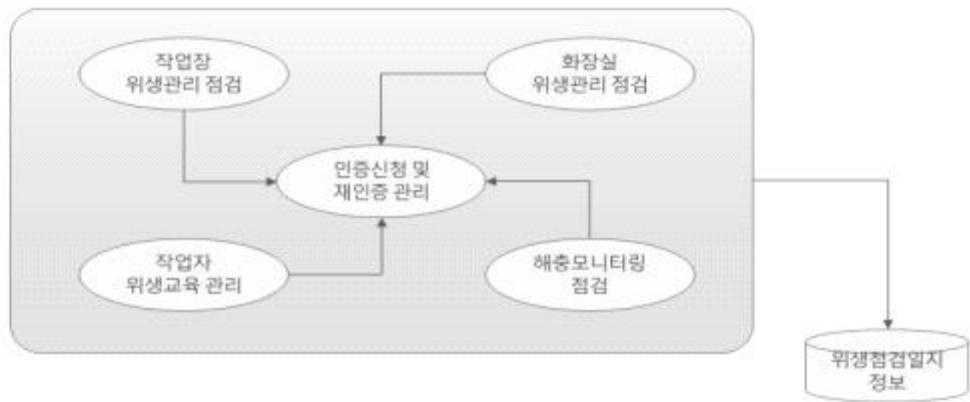 작업장
위생관리 점검
화장실
위생관리 점검
인증신청 및
재인증 관리
작업자
위생교육 관리
해충모니터링
점검
위생점검일지
정보